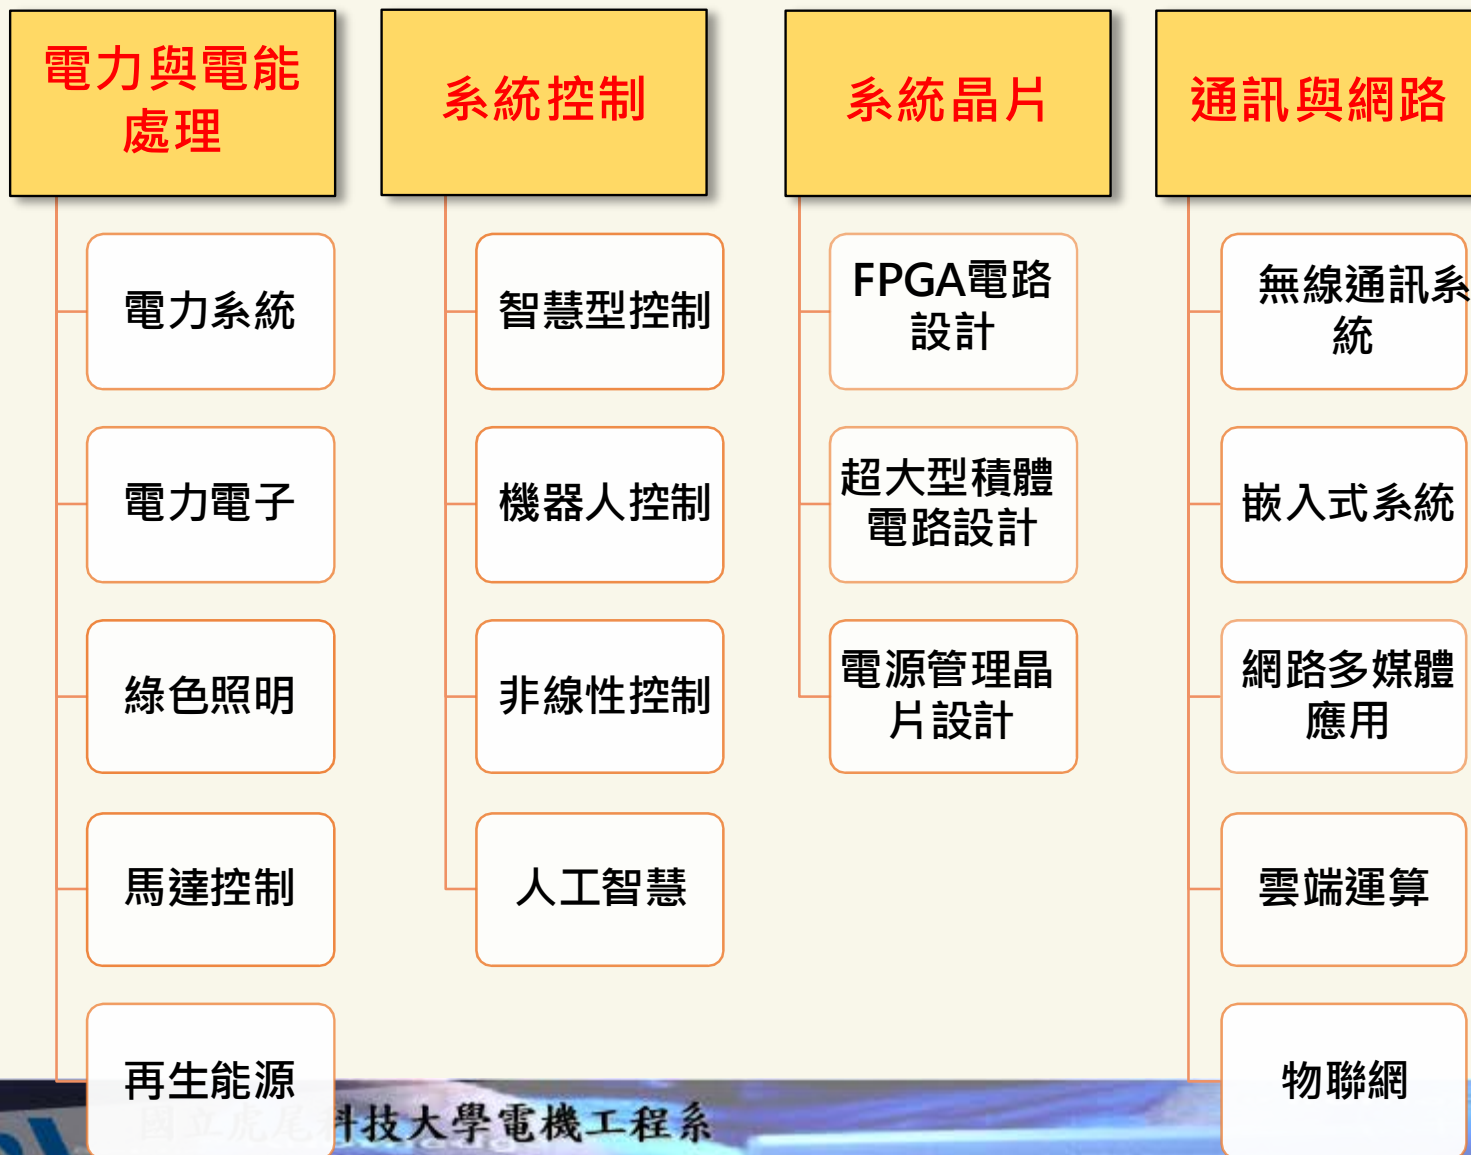 電力與電能
處理
電力系統
電力電子
綠色照明
馬達控制
再生能源
系統控制
智慧型控制
機器人控制
非線性控制
人工智慧
系統晶片
FPGA電路
設計
超大型積體
電路設計
電源管理晶
片設計
通訊與網路
無線通訊系
統
嵌入式系統
網路多媒體
應用
雲端運算
物聯網
國立虎尾科技大學電機工程系